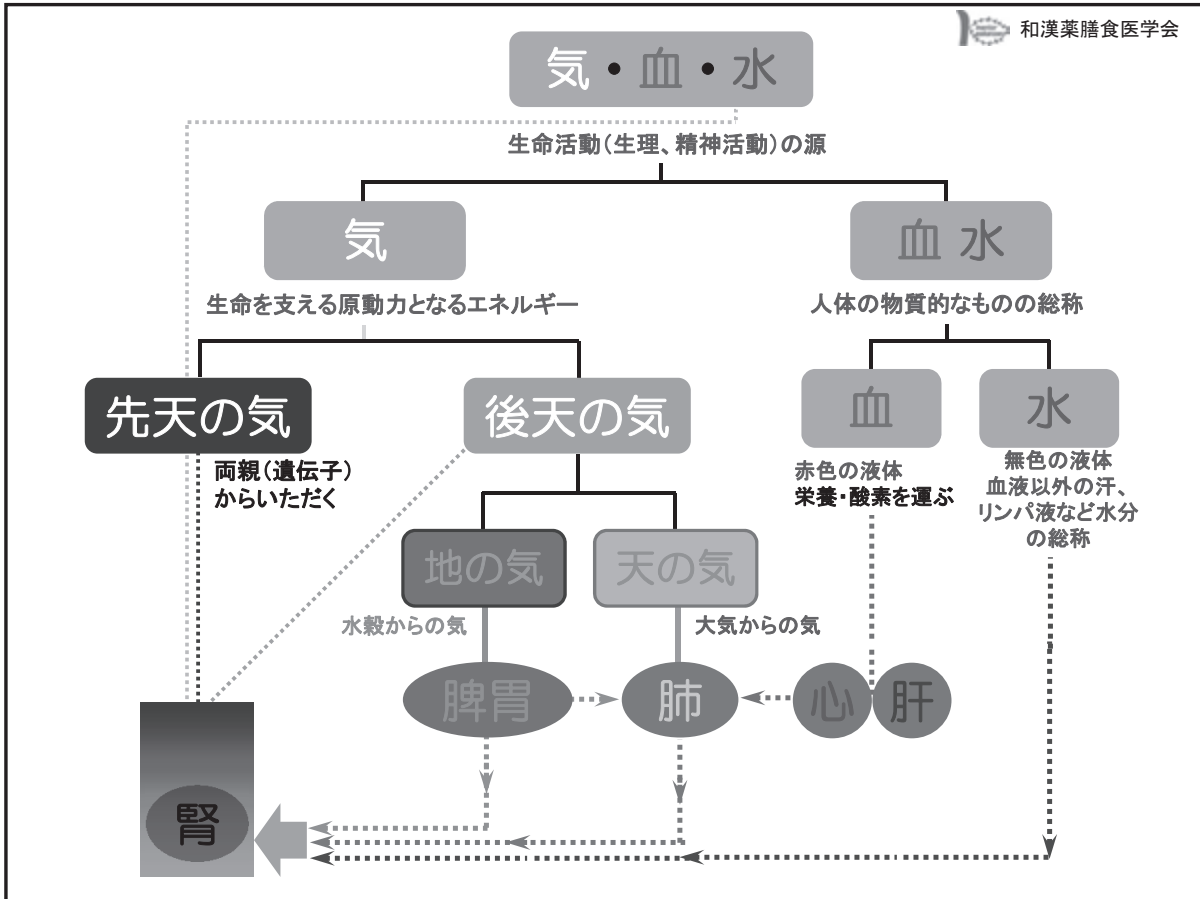 和漢薬膳食医学会
気・血・水
生命活動(生理、精神活動)の源
気
血 水
生命を支える原動力となるエネルギー
人体の物質的なものの総称
先天の気
後天の気
血
水
両親(遺伝子)
からいただく
赤色の液体
栄養・酸素を運ぶ
無色の液体
血液以外の汗、
リンパ液など水分
の総称
地の気
天の気
水穀からの気
大気からの気
脾胃
肺
心
肝
腎